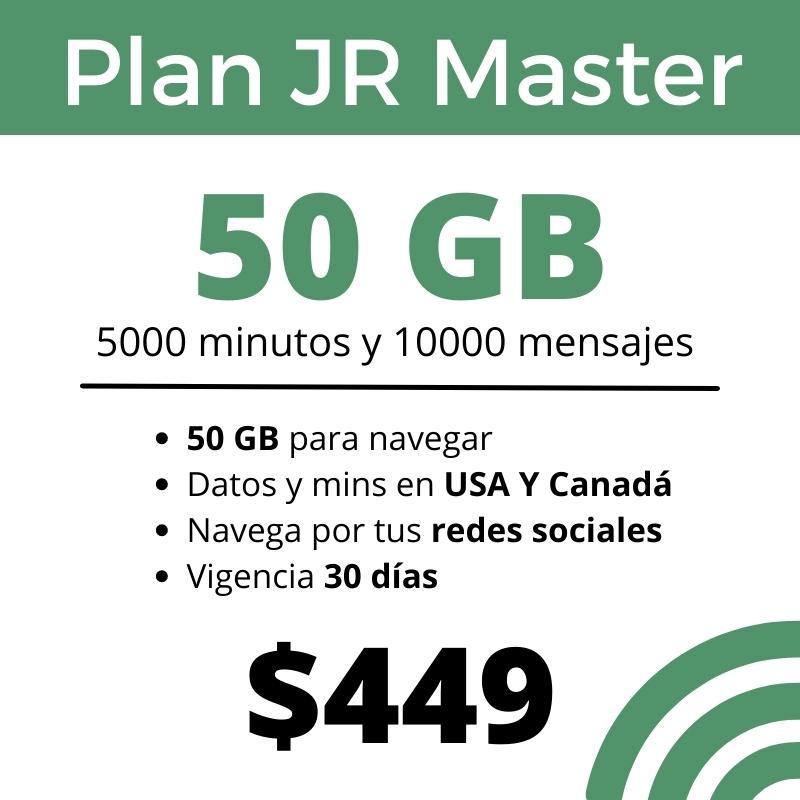 Plan JR Master
50 GB
5000 minutos y 10000 mensajes
• 50 GB para navegar
• Datos y mins en USA Y Canadá
• Navega por tus redes sociales
• Vigencia 30 días
$449